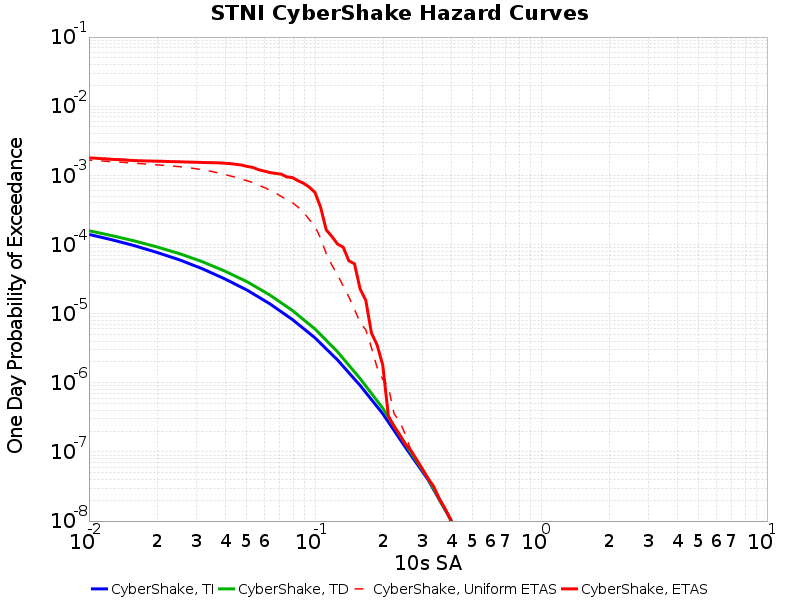 STNI CyberShake Hazard Curves
10-1
10-2
10-3
10-4
10-5
10-6
10-7
10-8
One Day Probability of Exceedance
10-2 2 3 4 5 6 10-1 2 3 4 5 6 7 100 2 3 4 5 6 7 101
10s SA
CyberShake, TI CyberShake, TD CyberShake, Uniform ETAS CyberShake, ETAS